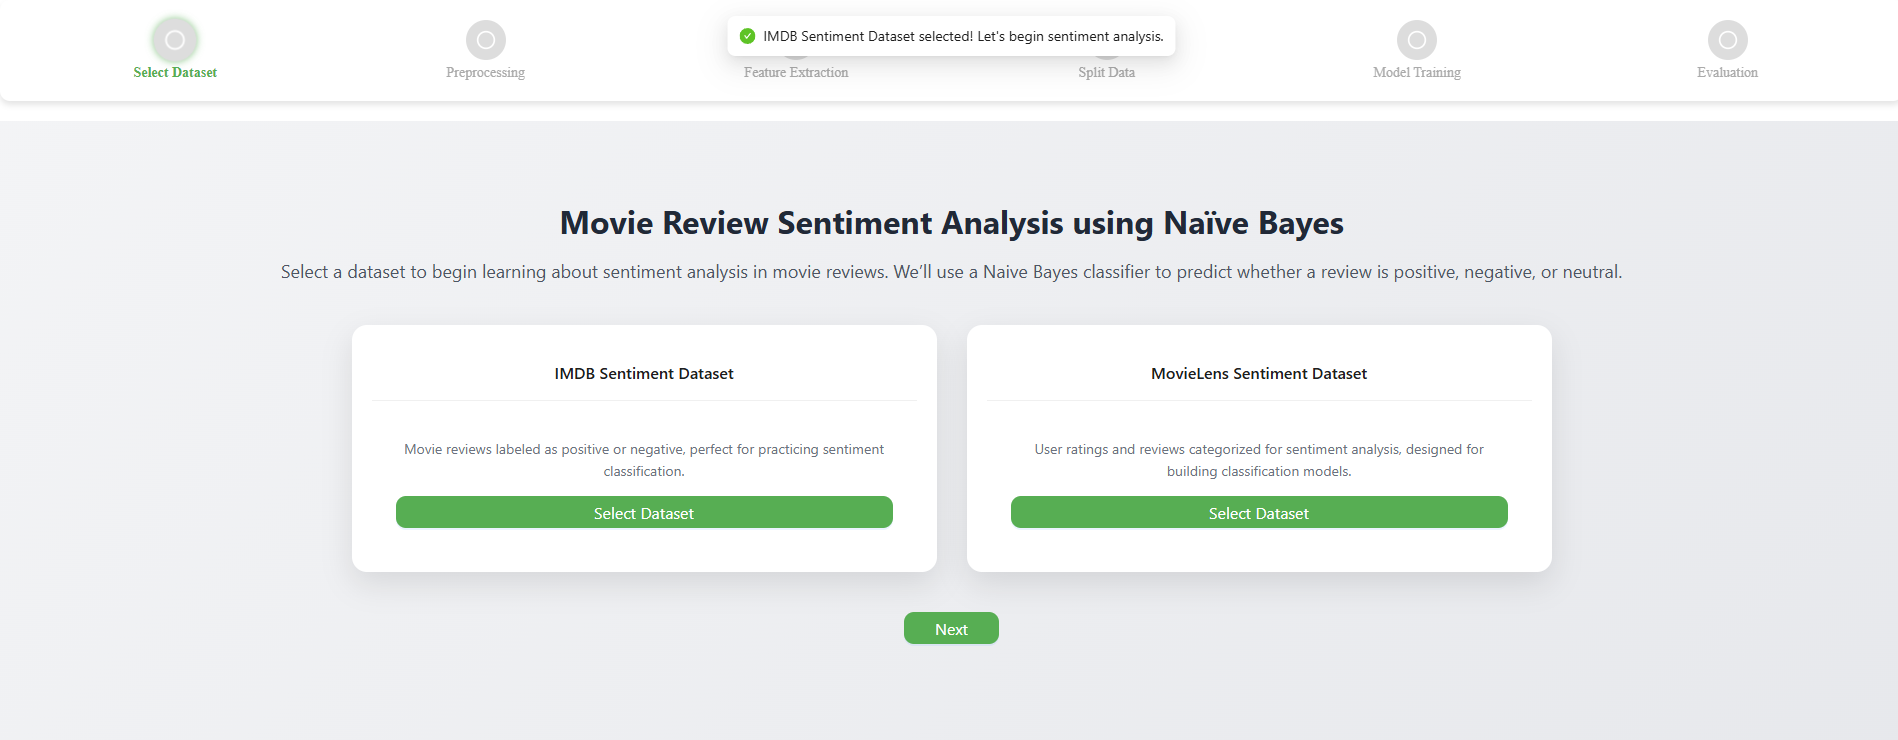 IMDB Sentiment Dataset selected! Let's begin sentiment analysis.
Select Dataset
Preprocessing
Feature Extraction
Split Data
Model Training
Evaluation
Movie Review Sentiment Analysis using Naïve Bayes
Select a dataset to begin learning about sentiment analysis in movie reviews. We’ll use a Naive Bayes classifier to predict whether a review is positive, negative, or neutral.
IMDB Sentiment Dataset
Movie reviews labeled as positive or negative, perfect for practicing sentiment
classification.
Select Dataset
MovieLens Sentiment Dataset
User ratings and reviews categorized for sentiment analysis, designed for
building classification models.
Select Dataset
Next